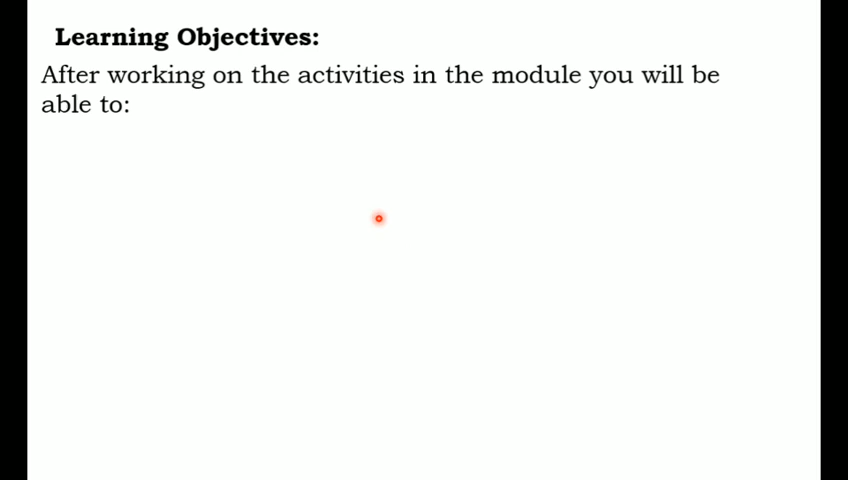 Learning Objectives:
After working on the activities in the module you will be
able to: